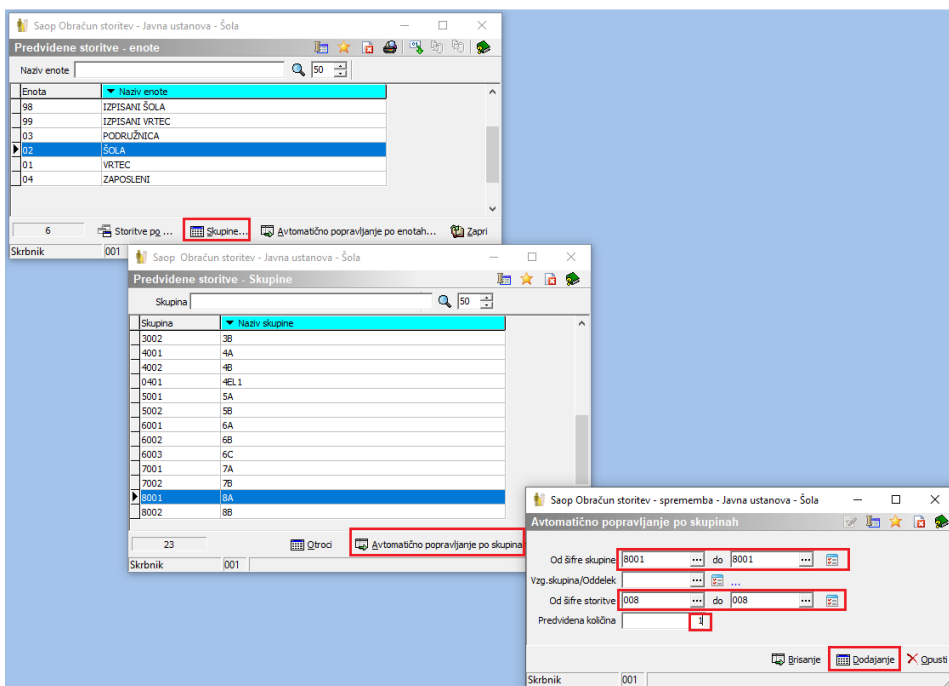 Saop Obračun storitev - Javna ustanova - Šola
Predvidene storitve - enote
Naziv enote 50
Enota Naziv enote
98 IZPISANI ŠOLA
99 IZPISANI VRTEC
03 PODRUŽNICA
02 ŠOLA
01 VRTEC
04 ZAPOSLENI
6 Storitve po ... Skupine... Avtomatično popravljanje po enotah... Zapri
Skrbnik 001
Saop Obračun storitev - Javna ustanova - Šola
Predvidene storitve - Skupine
Skupina 50
Skupina Naziv skupine
3002 3B
4001 4A
4002 4B
0401 4EL1
5001 5A
5002 5B
6001 6A
6002 6B
6003 6C
7001 7A
7002 7B
8001 8A
8002 8B
23 Otroci Avtomatično popravljanje po skupina
Skrbnik 001
Saop Obračun storitev - sprememba - Javna ustanova - Šola
Avtomatično popravljanje po skupinah
Od šifre skupine 8001 ... do 8001 ...
Vzg.skupina/Oddelek ... ...
Od šifre storitve 008 ... do 008 ...
Predvidena količina 1
Brisanje Dodajanje Opusti
Skrbnik 001